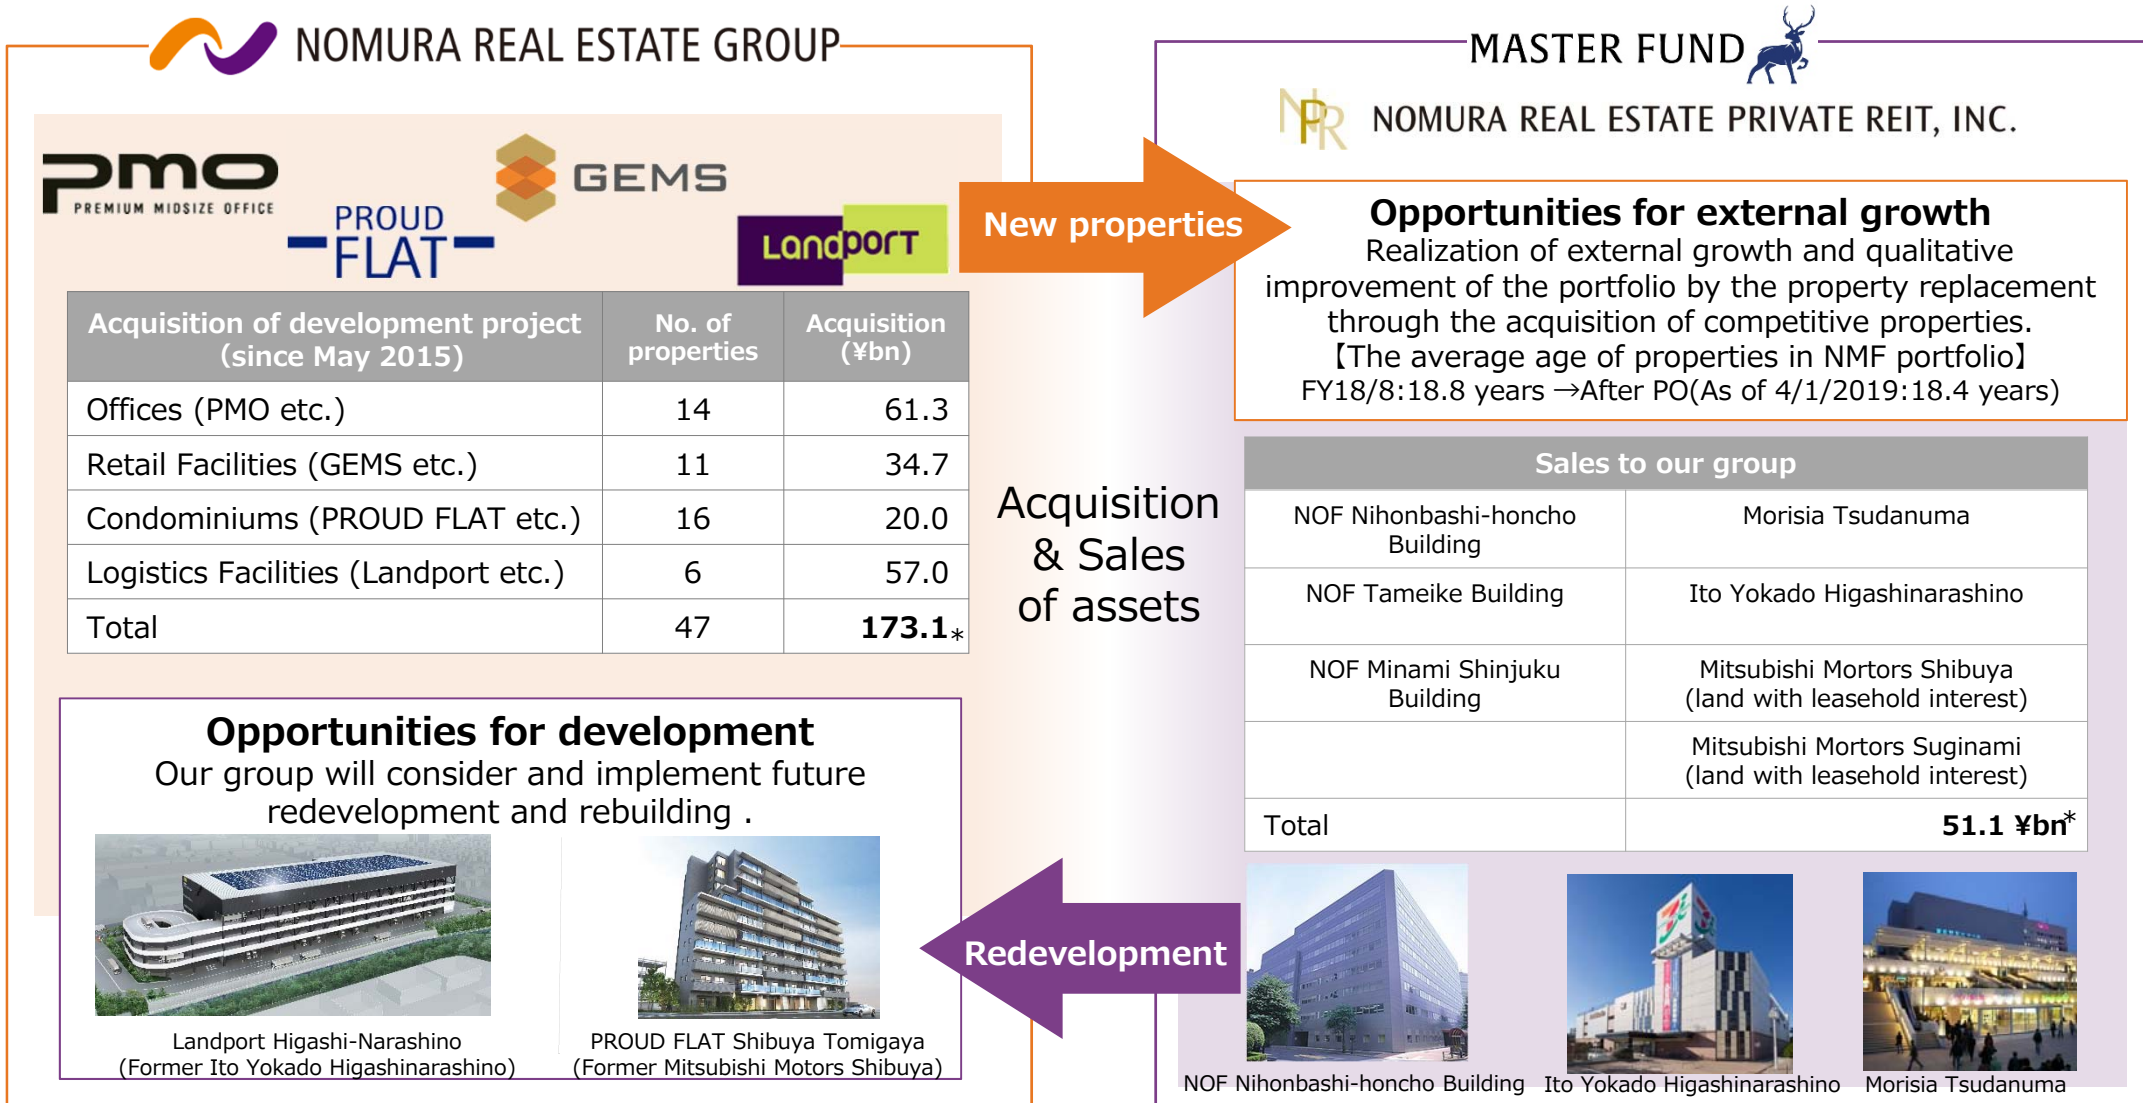 NOMURA REAL ESTATE GROUP
pmo
PREMIUM MIDSIZE OFFICE
PROUD
FLAT
GEMS
Landport
Acquisition of development project
(since May 2015)
No. of
properties
Acquisition
(¥bn)
Offices (PMO etc.)
14
61.3
Retail Facilities (GEMS etc.)
11
34.7
Condominiums (PROUD FLAT etc.)
16
20.0
Logistics Facilities (Landport etc.)
6
57.0
Total
47
173.1*
Opportunities for development
Our group will consider and implement future
redevelopment and rebuilding .
Landport Higashi-Narashino
(Former Ito Yokado Higashinarashino)
PROUD FLAT Shibuya Tomigaya
(Former Mitsubishi Motors Shibuya)
New properties
Acquisition
& Sales
of assets
Redevelopment
MASTER FUND
NPR
NOMURA REAL ESTATE PRIVATE REIT, INC.
Opportunities for external growth
Realization of external growth and qualitative
improvement of the portfolio by the property replacement
through the acquisition of competitive properties.
【The average age of properties in NMF portfolio】
FY18/8:18.8 years →After PO(As of 4/1/2019:18.4 years)
Sales to our group
NOF Nihonbashi-honcho
Building
Morisia Tsudanuma
NOF Tameike Building
Ito Yokado Higashinarashino
NOF Minami Shinjuku
Building
Mitsubishi Mortors Shibuya
(land with leasehold interest)
Mitsubishi Mortors Suginami
(land with leasehold interest)
Total
51.1 ¥bn*
NOF Nihonbashi-honcho Building
Ito Yokado Higashinarashino
Morisia Tsudanuma